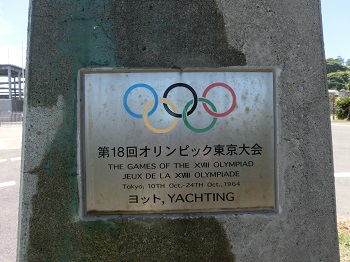 第18回オリンピック東京大会
THE GAMES OF THE XVIII OLYMPIAD
JEUX DE LA XVIII OLYMPIADE
Tokyo, 10TH Oct.-24TH Oct., 1964
ヨット, YACHTING